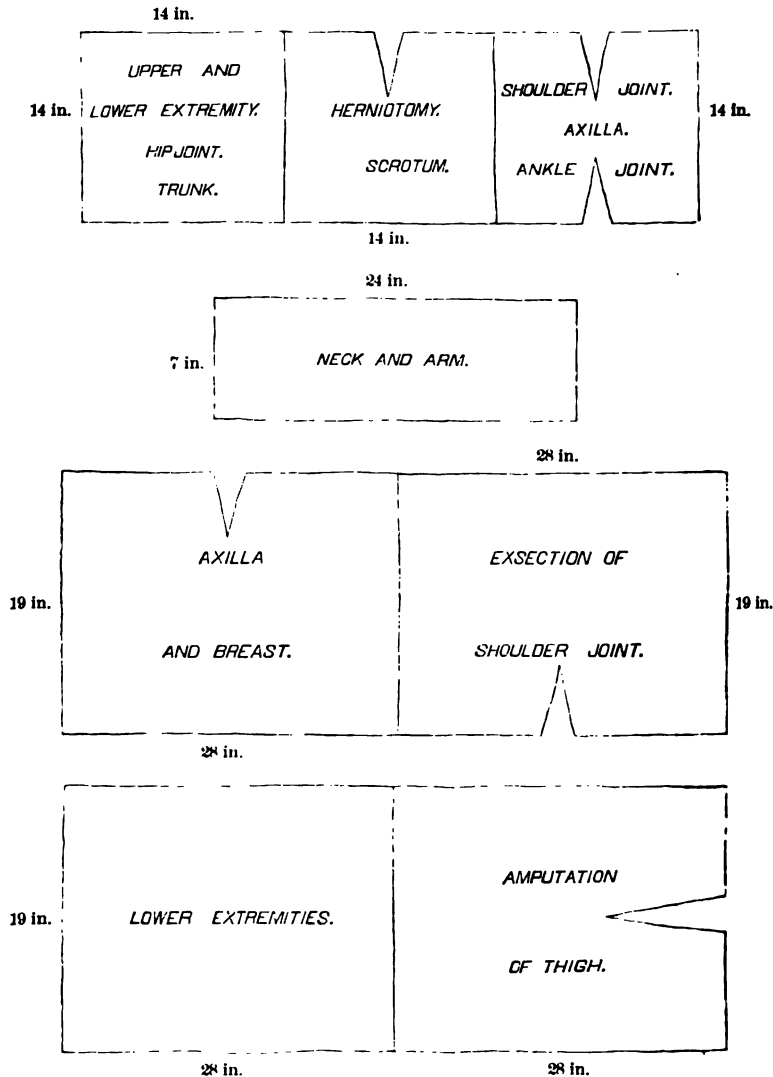 14 in.
14 in.
UPPER AND
LOWER EXTREMITY.
HIP JOINT.
TRUNK.
HERNIOTOMY.
SCROTUM.
SHOULDER JOINT.
AXILLA.
ANKLE JOINT.
14 in.
14 in.
24 in.
7 in.
NECK AND ARM.
28 in.
19 in.
AXILLA
AND BREAST.
EXSECTION OF
SHOULDER JOINT.
19 in.
28 in.
19 in.
LOWER EXTREMITIES.
AMPUTATION
OF THIGH.
28 in.
28 in.